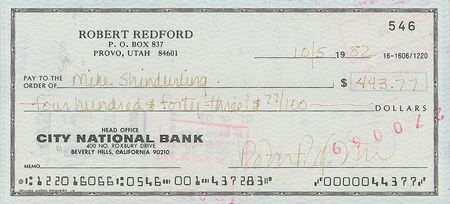 ROBERT REDFORD
P. O. BOX 837
PROVO, UTAH 84601
546
10/5 1982 16-1606/1220
PAY TO THE
ORDER OF Mike Shinderling $ 443.77
four hundred & forty three & 77/100 DOLLARS
HEAD OFFICE
CITY NATIONAL BANK
400 NO. ROXBURY DRIVE
BEVERLY HILLS, CALIFORNIA 90210
MEMO
⑆122016066⑆0546 001⑈437283⑈ ⑈0000044377⑈